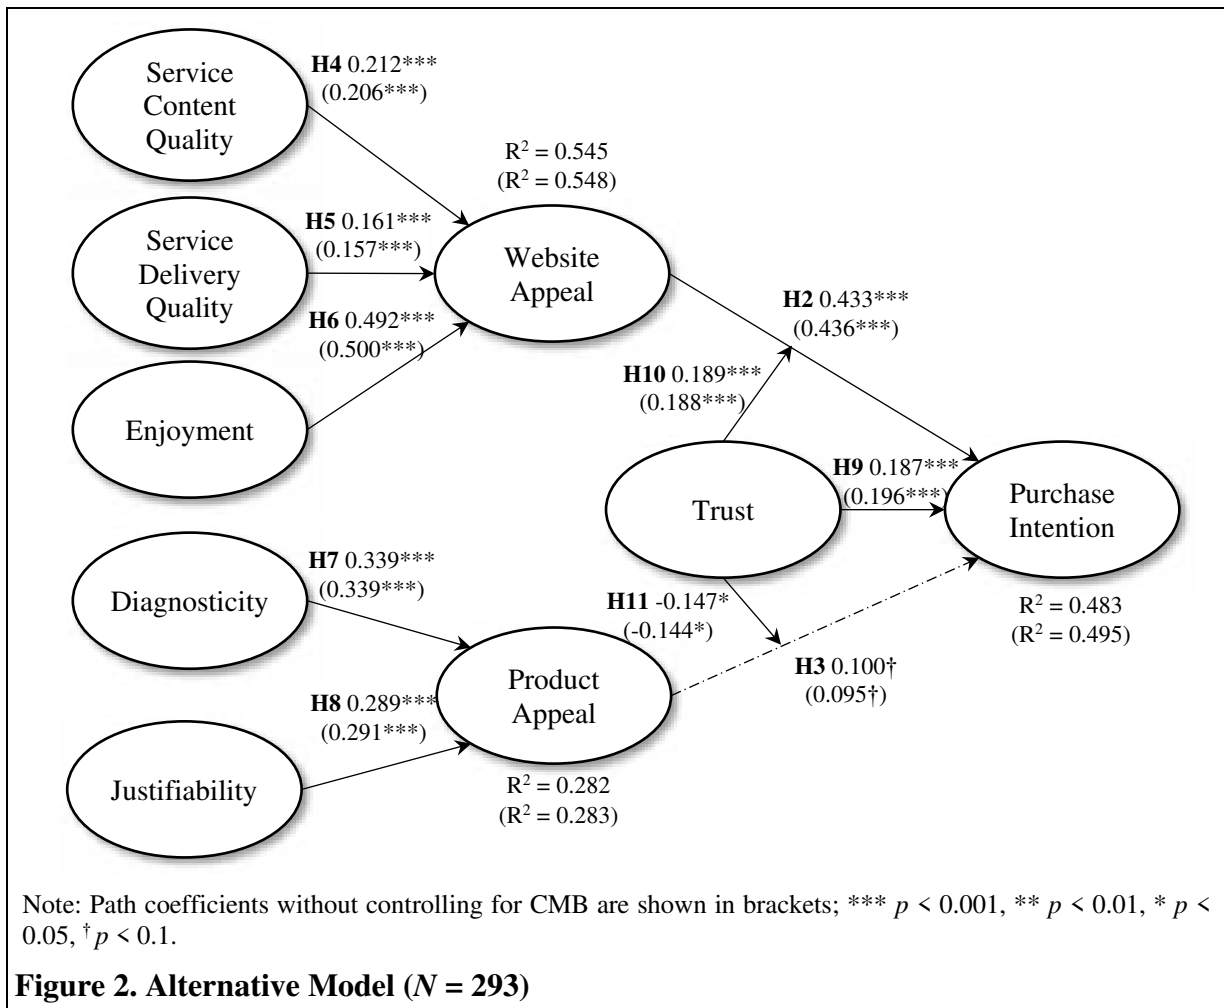 Service
Content
Quality
H4 0.212***
(0.206***)
R² = 0.545
(R² = 0.548)
Service
Delivery
Quality
H5 0.161***
(0.157***)
Website
Appeal
H6 0.492***
(0.500***)
H2 0.433***
(0.436***)
H10 0.189***
(0.188***)
Enjoyment
Trust
H9 0.187***
(0.196***)
Purchase
Intention
R² = 0.483
(R² = 0.495)
Diagnosticity
H7 0.339***
(0.339***)
H11 -0.147*
(-0.144*)
H3 0.100†
(0.095†)
Product
Appeal
H8 0.289***
(0.291***)
R² = 0.282
(R² = 0.283)
Justifiability
Note: Path coefficients without controlling for CMB are shown in brackets; *** p < 0.001, ** p < 0.01, * p <
0.05, † p < 0.1.
Figure 2. Alternative Model (N = 293)